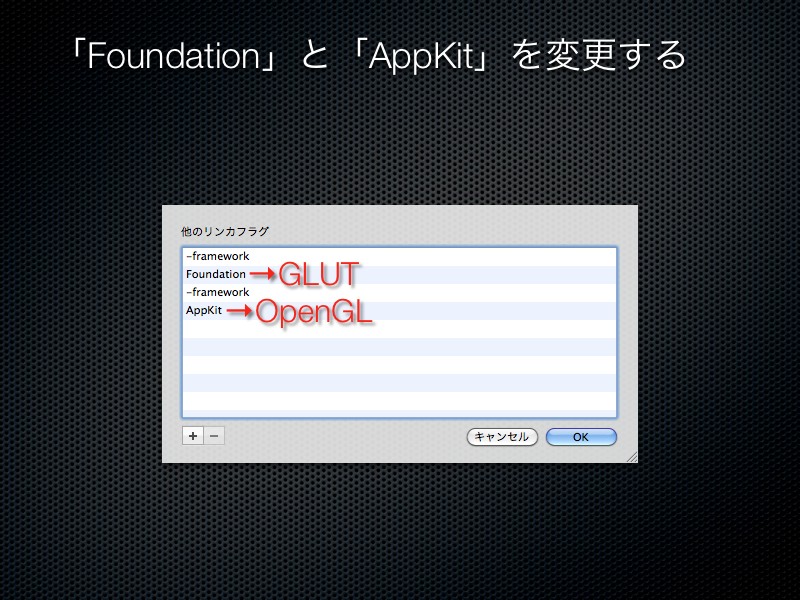 「Foundation」と「AppKit」を変更する
他のリンカフラグ
-framework
Foundation → GLUT
-framework
AppKit → OpenGL
+ −
キャンセル OK